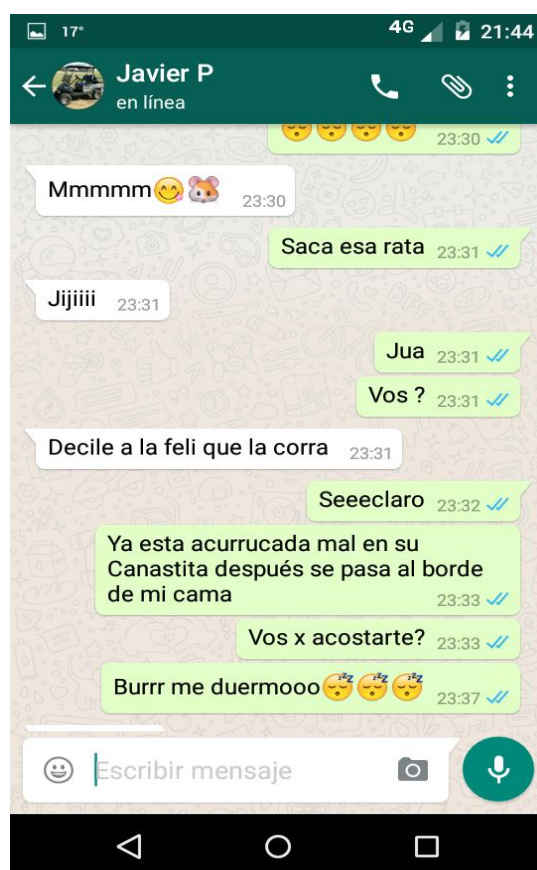 17°
4G
21:44
Javier P
en línea
23:30
Mmmmm😋🐹 23:30
Saca esa rata 23:31
Jijiiii 23:31
Jua 23:31
Vos ? 23:31
Decile a la feli que la corra 23:31
Seeeclaro 23:32
Ya esta acurrucada mal en su
Canastita después se pasa al borde
de mi cama 23:33
Vos x acostarte? 23:33
Burrr me duermooo😴😴😴 23:37
Escribir mensaje